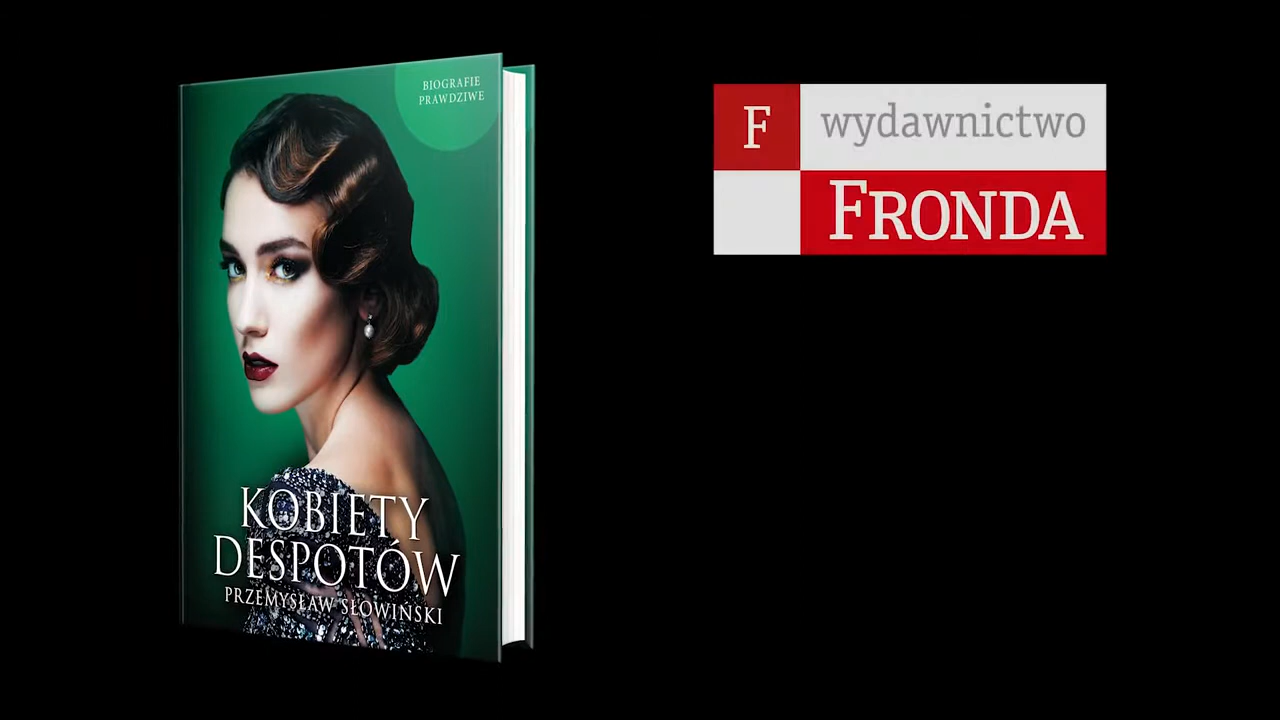 BIOGRAFIE
PRAWDZIWE
KOBIETY
DESPOTÓW
PRZEMYSŁAW SŁOWIŃSKI
F
wydawnictwo
FRONDA